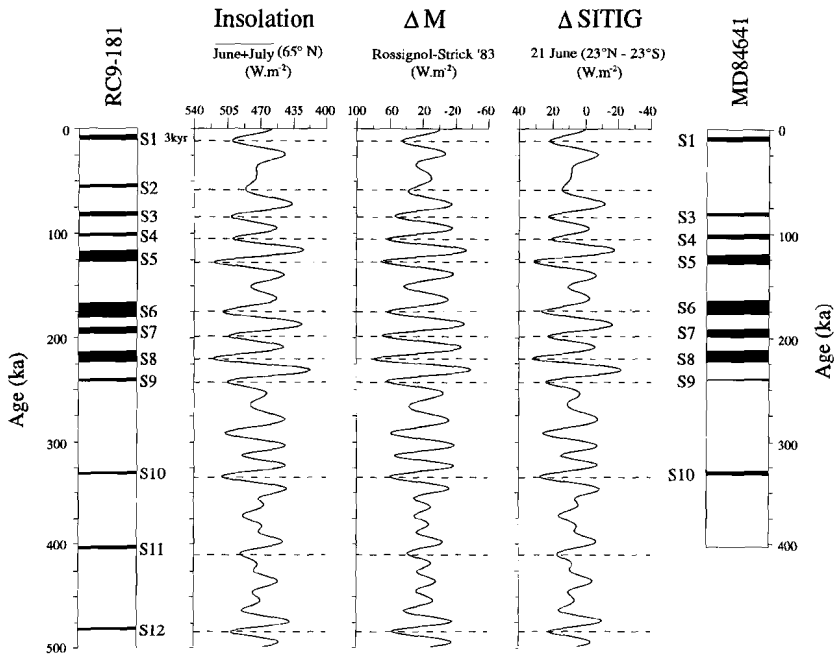 RC9-181
Insolation
June+July (65° N)
(W.m-2)
540 505 470 435 400
Δ M
Rossignol-Strick '83
(W.m-2)
100 60 20 -20 -60
Δ SITIG
21 June (23°N - 23°S)
(W.m-2)
40 20 0 -20 -40
MD84641
Age (ka)
0
100
200
300
400
500
S1 3kyr
S2
S3
S4
S5
S6
S7
S8
S9
S10
S11
S12
S1
S3
S4
S5
S6
S7
S8
S9
S10
0
100
200
300
400
Age (ka)